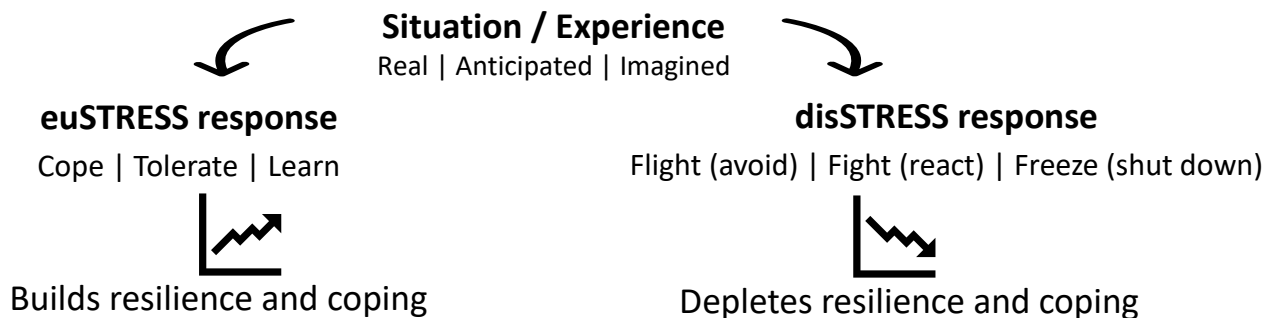 Situation / Experience
Real | Anticipated | Imagined
euSTRESS response
Cope | Tolerate | Learn
Builds resilience and coping
disSTRESS response
Flight (avoid) | Fight (react) | Freeze (shut down)
Depletes resilience and coping